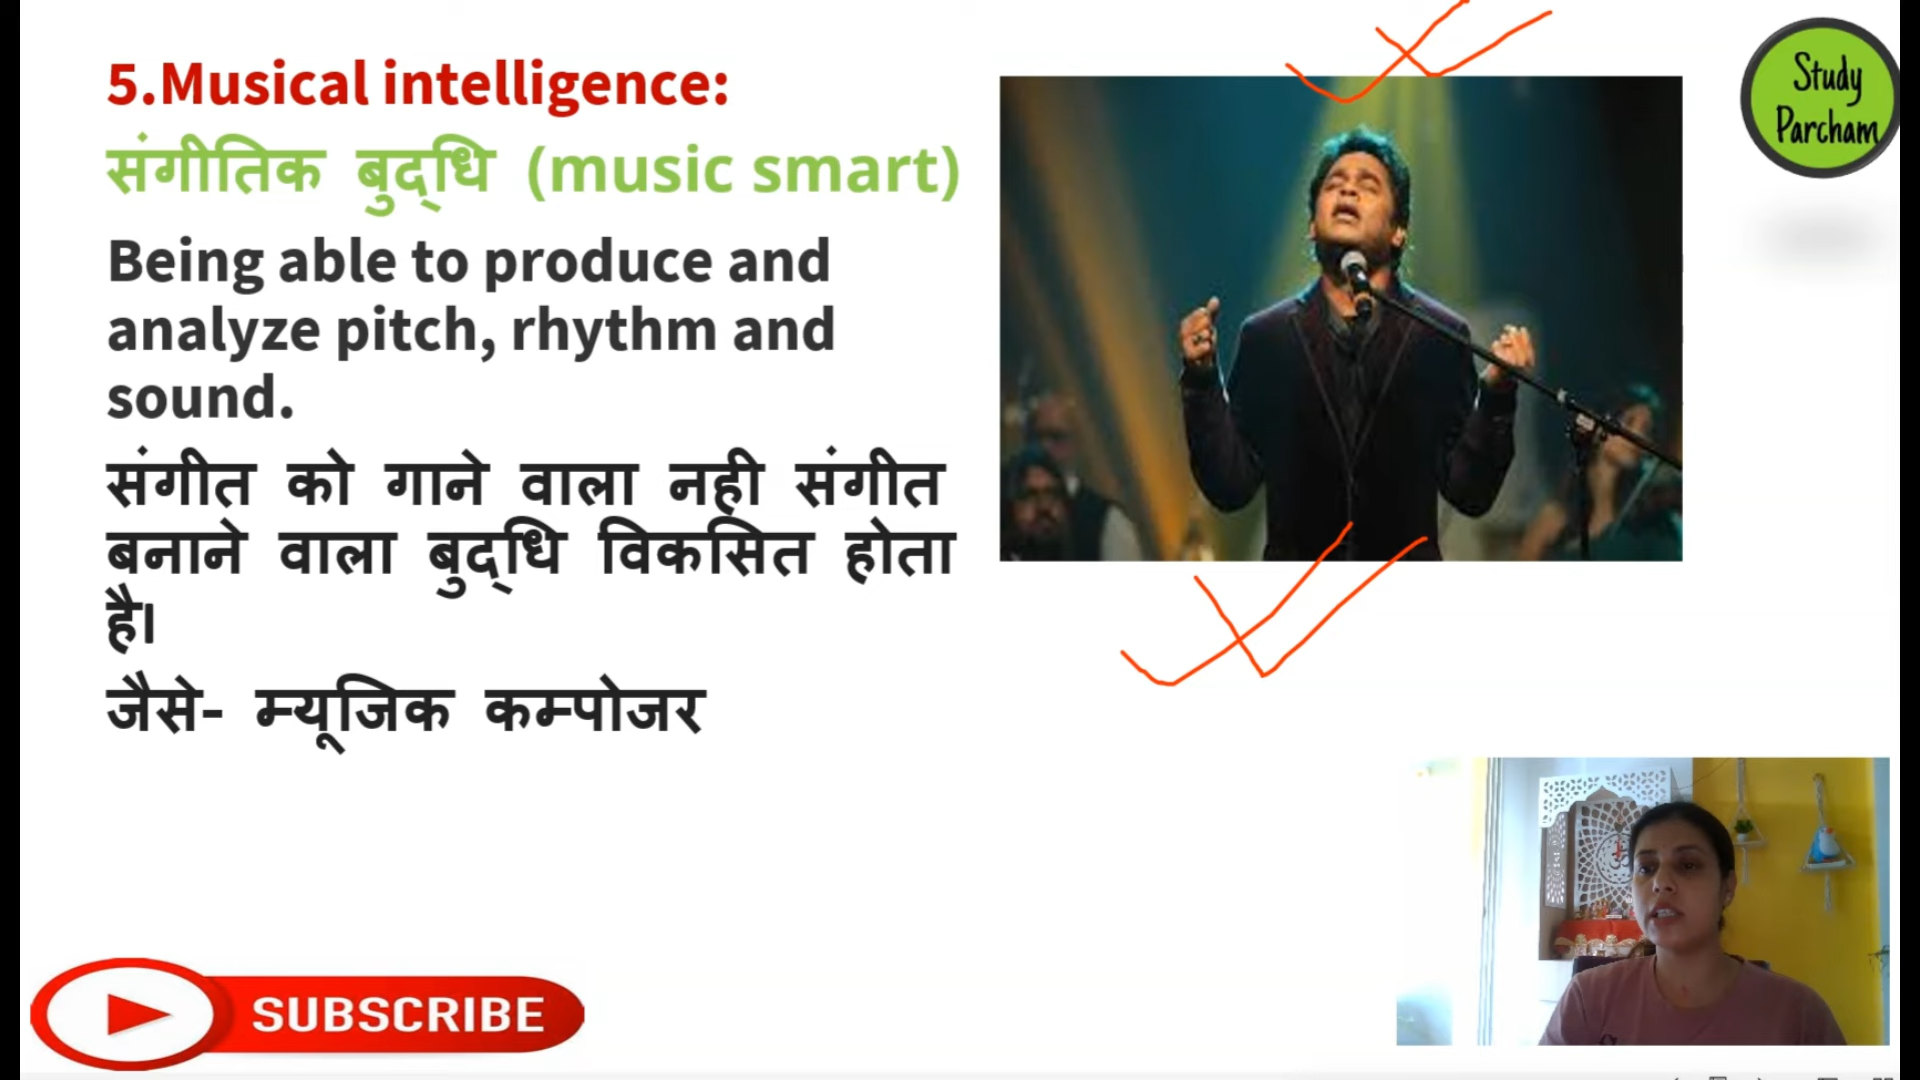 5.Musical intelligence:
संगीतिक बुद्धि (music smart)
Being able to produce and
analyze pitch, rhythm and
sound.
संगीत को गाने वाला नही संगीत
बनाने वाला बुद्धि विकसित होता
है।
जैसे- म्यूजिक कम्पोजर
Study
Parcham
SUBSCRIBE